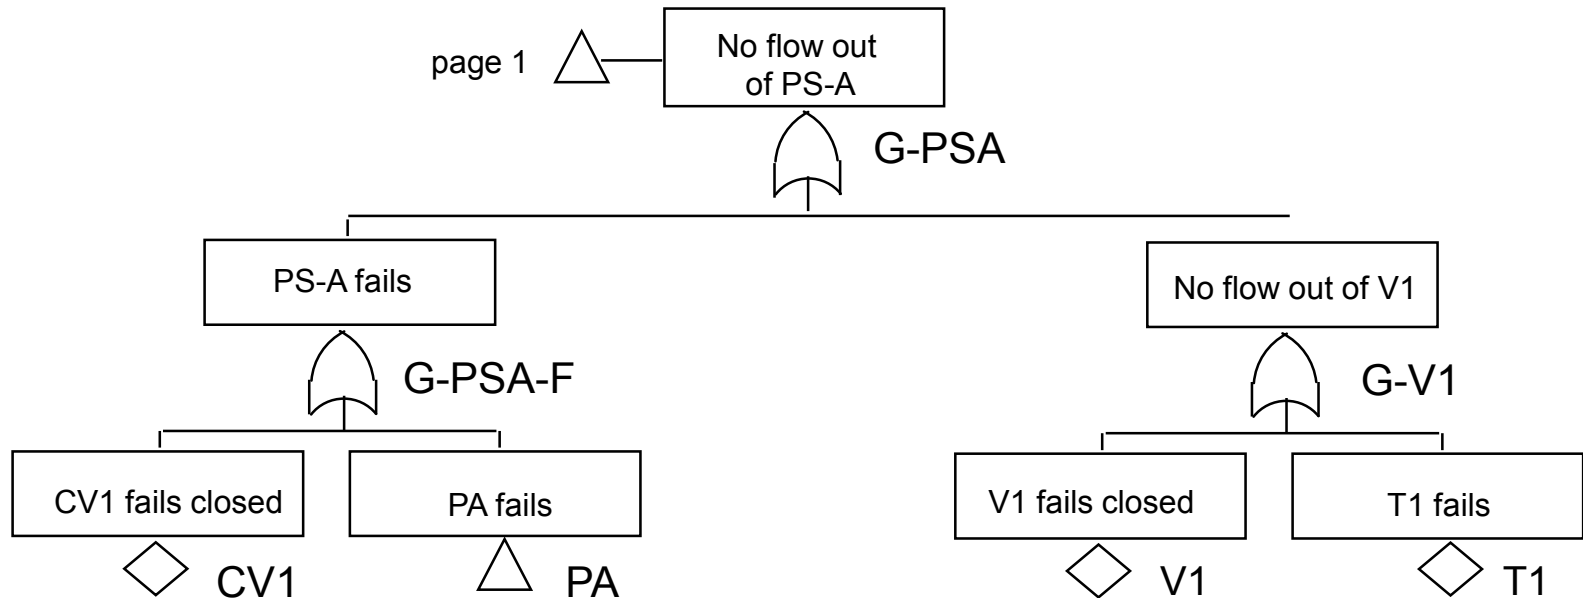 page 1
No flow out
of PS-A
G-PSA
PS-A fails
No flow out of V1
G-PSA-F
G-V1
CV1 fails closed
PA fails
V1 fails closed
T1 fails
CV1
PA
V1
T1